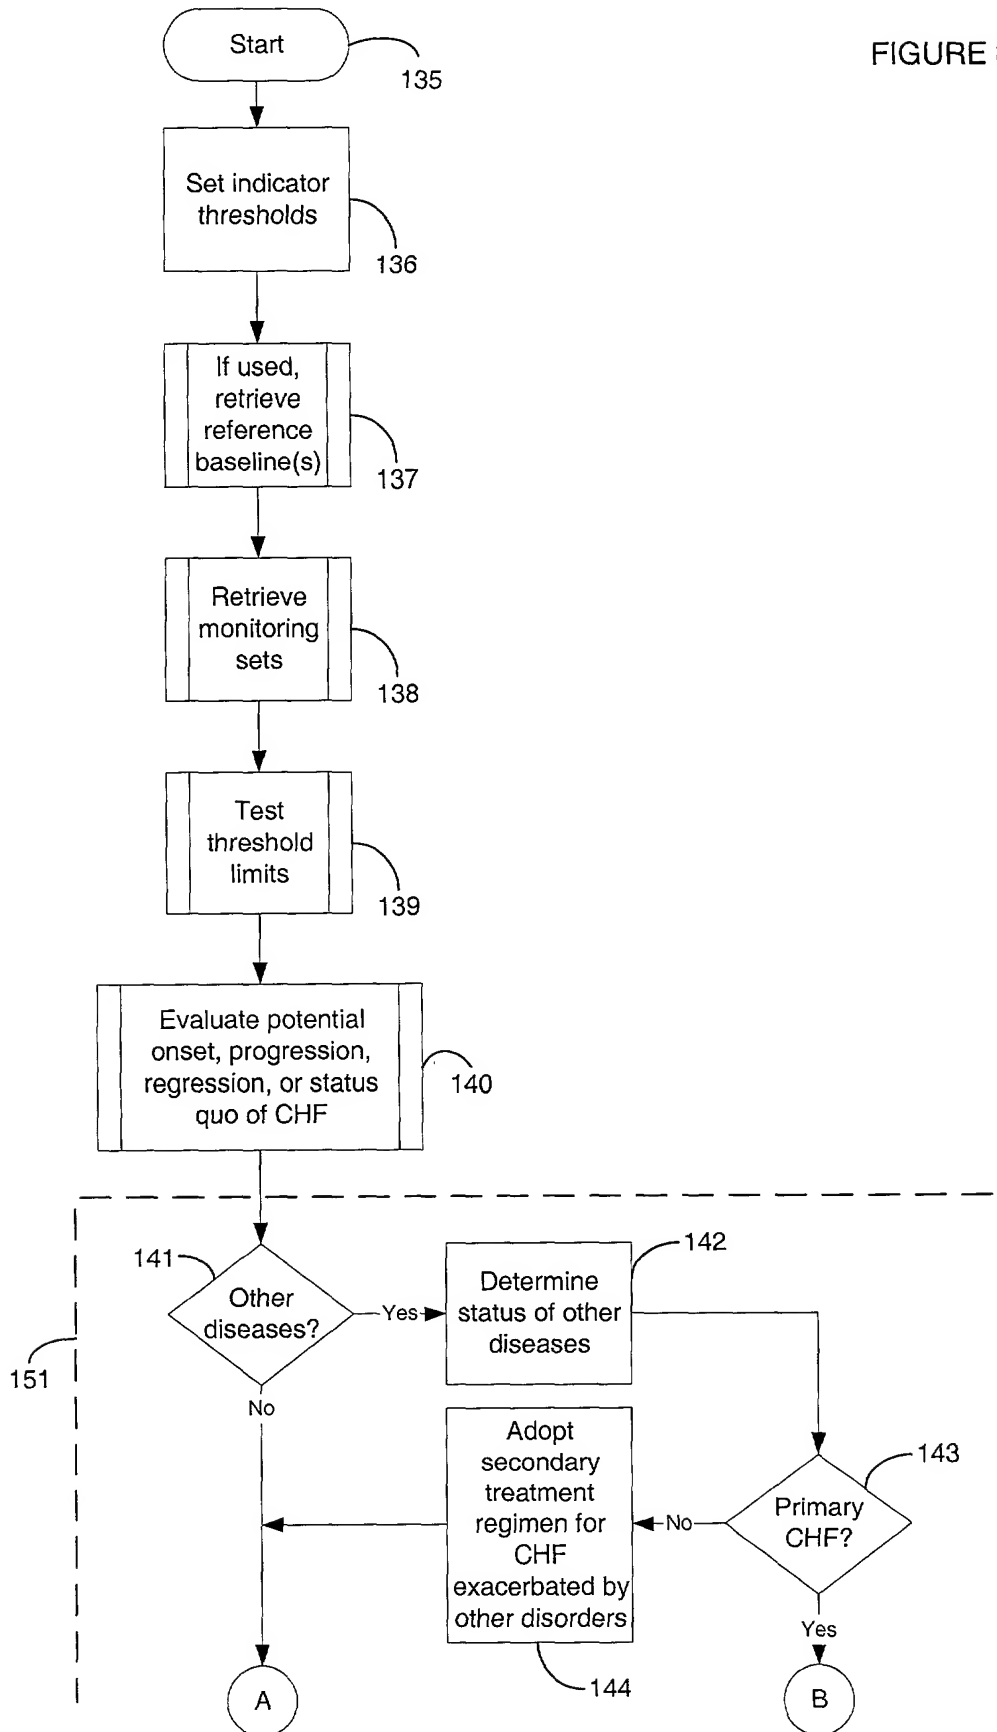 Start
FIGURE
135
Set indicator
thresholds
136
If used,
retrieve
reference
baseline(s)
137
Retrieve
monitoring
sets
138
Test
threshold
limits
139
Evaluate potential
onset, progression,
regression, or status
quo of CHF
140
141
Other
diseases?
Yes
142
Determine
status of other
diseases
151
No
Adopt
secondary
treatment
regimen for
CHF
exacerbated by
other disorders
143
Primary
CHF?
No
Yes
144
A
B